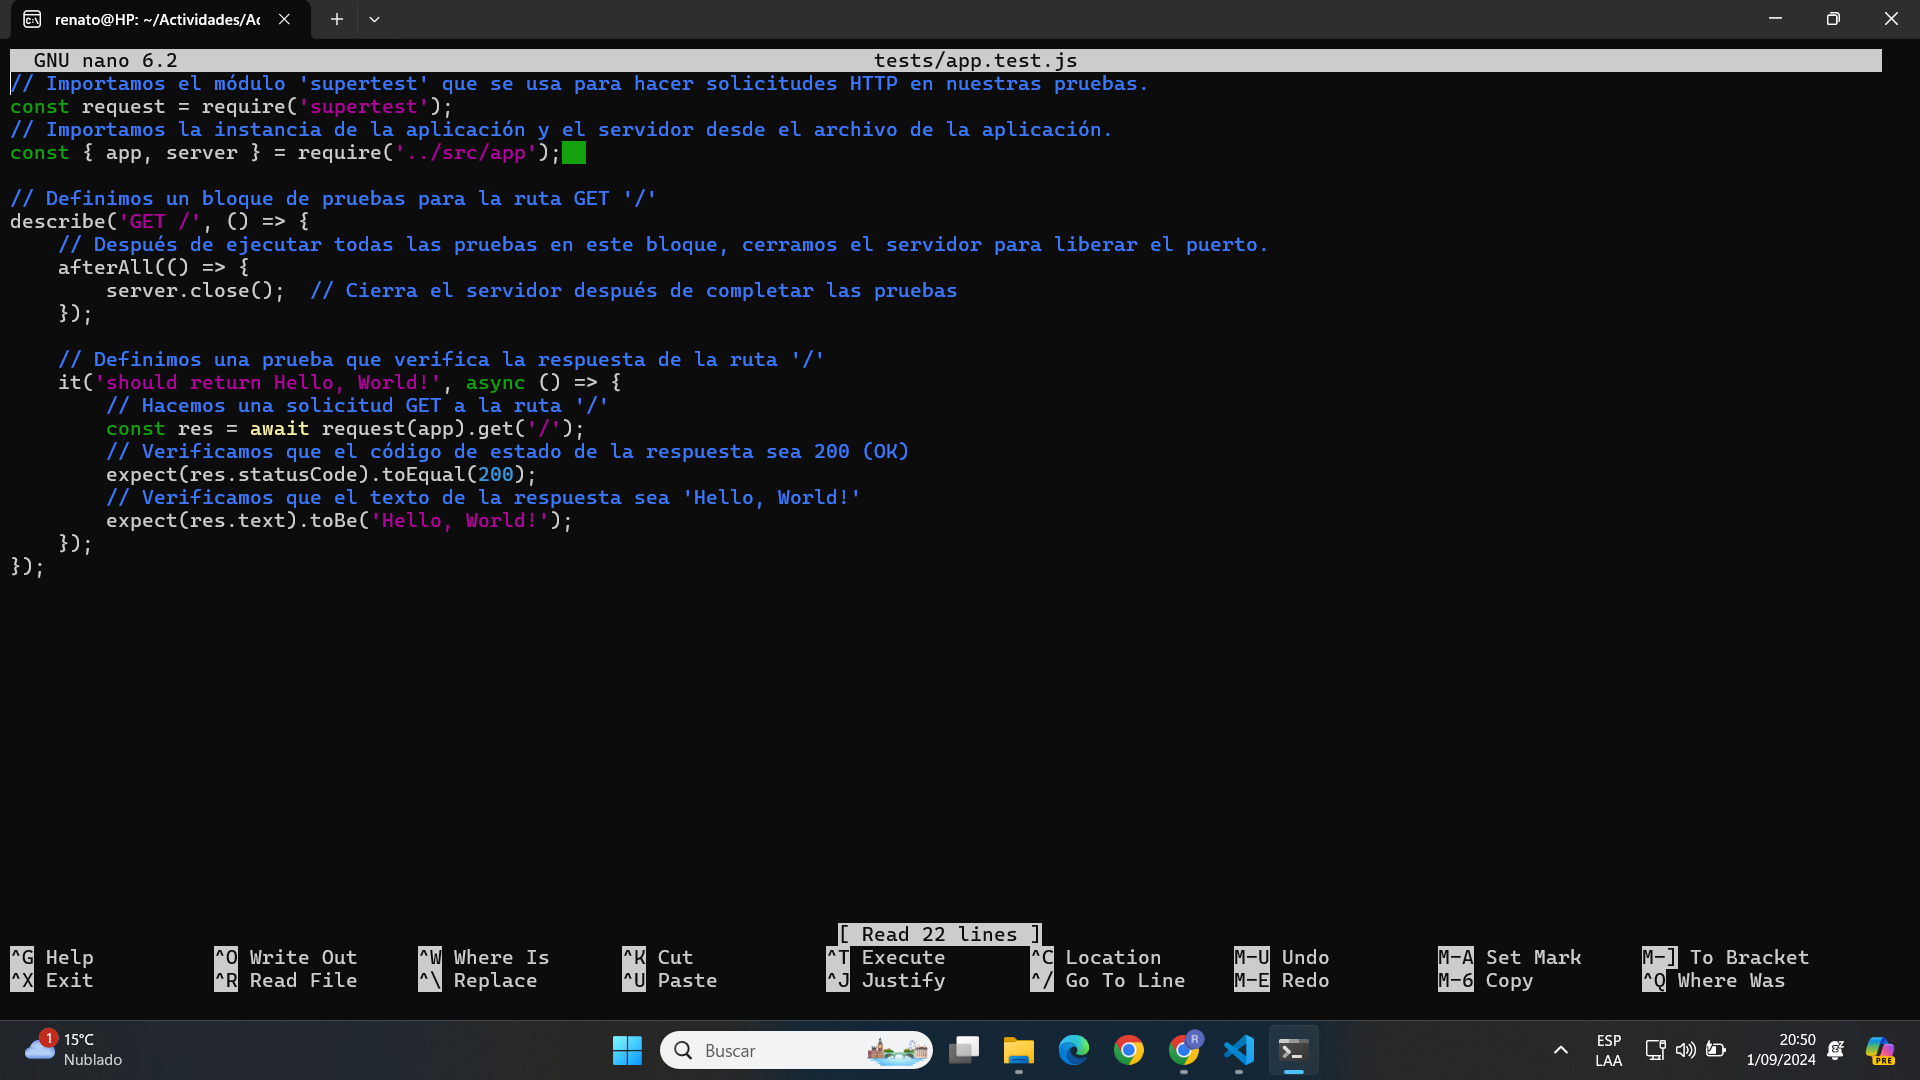 renato@HP: ~/Actividades/Ac
GNU nano 6.2 tests/app.test.js
// Importamos el módulo 'supertest' que se usa para hacer solicitudes HTTP en nuestras pruebas.
const request = require('supertest');
// Importamos la instancia de la aplicación y el servidor desde el archivo de la aplicación.
const { app, server } = require('../src/app');
// Definimos un bloque de pruebas para la ruta GET '/'
describe('GET /', () => {
    // Después de ejecutar todas las pruebas en este bloque, cerramos el servidor para liberar el puerto.
    afterAll(() => {
        server.close();  // Cierra el servidor después de completar las pruebas
    });
    // Definimos una prueba que verifica la respuesta de la ruta '/'
    it('should return Hello, World!', async () => {
        // Hacemos una solicitud GET a la ruta '/'
        const res = await request(app).get('/');
        // Verificamos que el código de estado de la respuesta sea 200 (OK)
        expect(res.statusCode).toEqual(200);
        // Verificamos que el texto de la respuesta sea 'Hello, World!'
        expect(res.text).toBe('Hello, World!');
    });
});
[ Read 22 lines ]
^G Help ^O Write Out ^W Where Is ^K Cut ^T Execute ^C Location M-U Undo M-A Set Mark M-] To Bracket
^X Exit ^R Read File ^\ Replace ^U Paste ^J Justify ^/ Go To Line M-E Redo M-6 Copy ^Q Where Was
1
15°C
Nublado
Buscar
R
ESP
LAA
20:50
1/09/2024
PRE